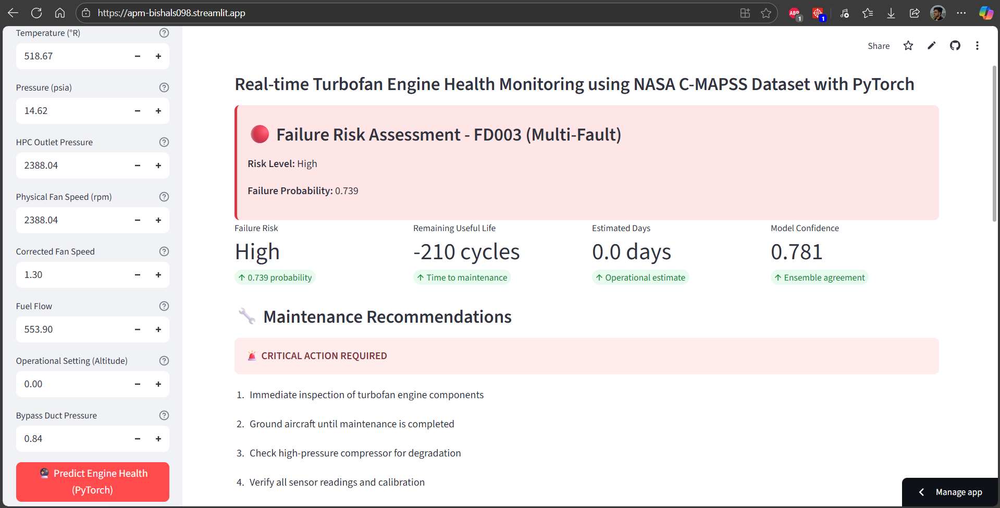 https://apm-bishals098.streamlit.app
ABP
1
1
Temperature (°R)
518.67
Pressure (psia)
14.62
HPC Outlet Pressure
2388.04
Physical Fan Speed (rpm)
2388.04
Corrected Fan Speed
1.30
Fuel Flow
553.90
Operational Setting (Altitude)
0.00
Bypass Duct Pressure
0.84
Predict Engine Health
(PyTorch)
Share
Real-time Turbofan Engine Health Monitoring using NASA C-MAPSS Dataset with PyTorch
Failure Risk Assessment - FD003 (Multi-Fault)
Risk Level: High
Failure Probability: 0.739
Failure Risk
High
↑ 0.739 probability
Remaining Useful Life
-210 cycles
↑ Time to maintenance
Estimated Days
0.0 days
↑ Operational estimate
Model Confidence
0.781
↑ Ensemble agreement
Maintenance Recommendations
CRITICAL ACTION REQUIRED
1. Immediate inspection of turbofan engine components
2. Ground aircraft until maintenance is completed
3. Check high-pressure compressor for degradation
4. Verify all sensor readings and calibration
Manage app